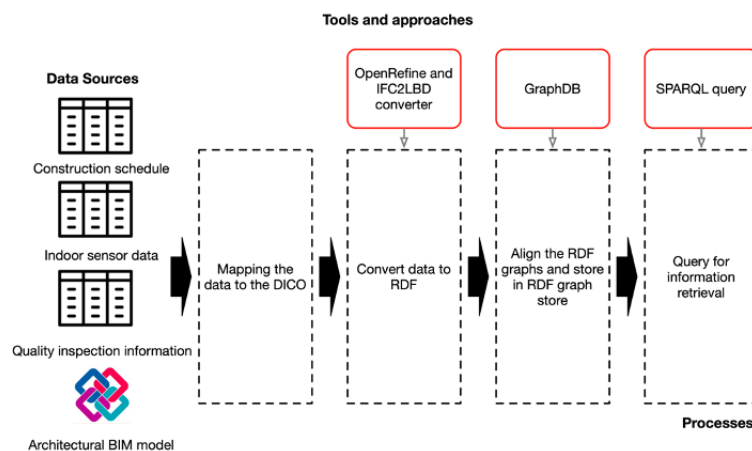 Tools and approaches
Data Sources
OpenRefine and
IFC2LBD
converter
GraphDB
SPARQL query
Construction schedule
Indoor sensor data
Quality inspection information
Architectural BIM model
Mapping the
data to the DICO
Convert data to
RDF
Align the RDF
graphs and store
in RDF graph
store
Query for
information
retrieval
Processes